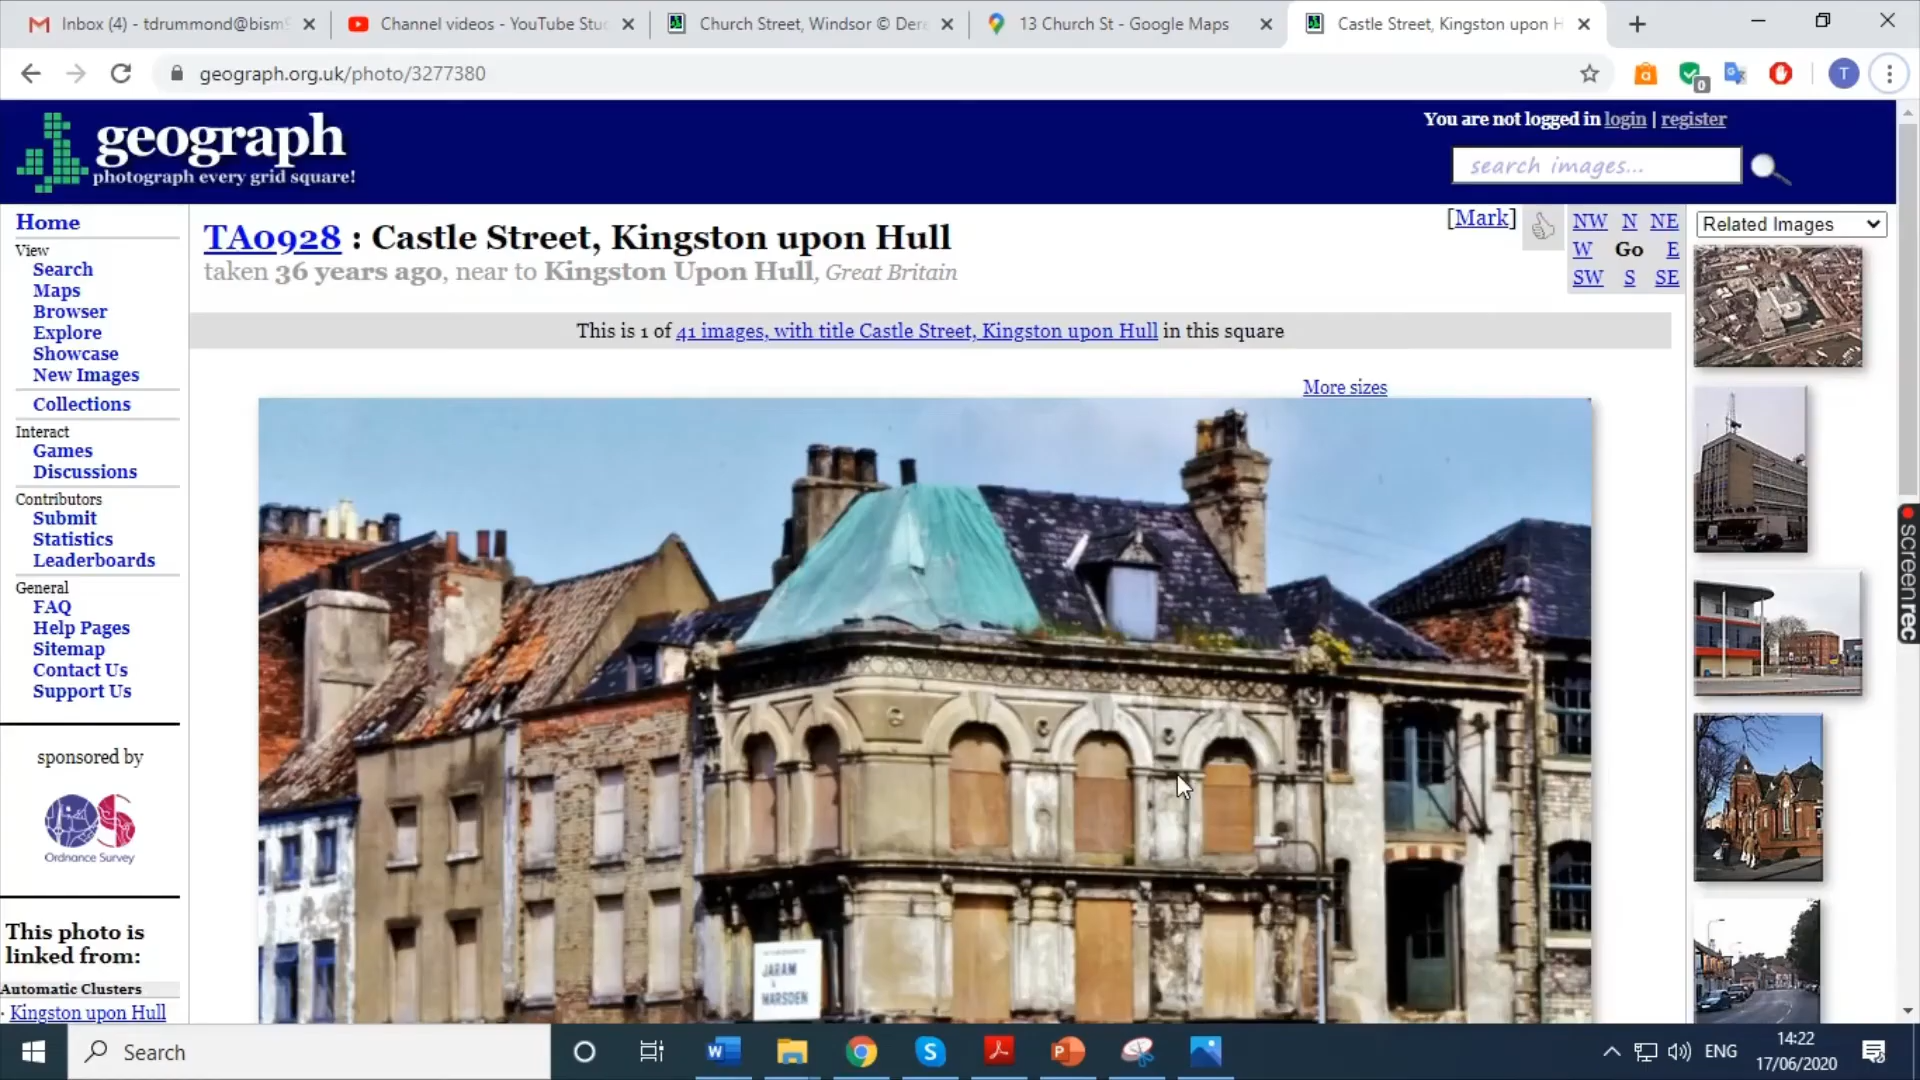 Inbox (4) - tdrummond@bism
Channel videos - YouTube Stu
Church Street, Windsor © Dere
13 Church St - Google Maps
Castle Street, Kingston upon H
geograph.org.uk/photo/3277380
0
T
geograph
photograph every grid square!
You are not logged in login | register
search images...
Home
View
Search
Maps
Browser
Explore
Showcase
New Images
Collections
Interact
Games
Discussions
Contributors
Submit
Statistics
Leaderboards
General
FAQ
Help Pages
Sitemap
Contact Us
Support Us
sponsored by
OS
Ordnance Survey
This photo is
linked from:
Automatic Clusters
· Kingston upon Hull
TA0928 : Castle Street, Kingston upon Hull
taken 36 years ago, near to Kingston Upon Hull, Great Britain
[Mark]
NW N NE
W Go E
SW S SE
This is 1 of 41 images, with title Castle Street, Kingston upon Hull in this square
More sizes
JARAM
&
MARSDEN
Related Images
screenrec
Search
ENG
14:22
17/06/2020